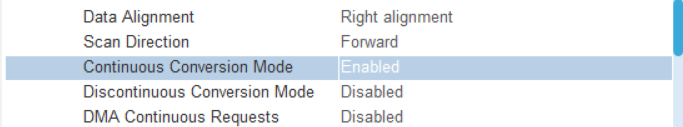 Data Alignment Right alignment
Scan Direction Forward
Continuous Conversion Mode Enabled
Discontinuous Conversion Mode Disabled
DMA Continuous Requests Disabled